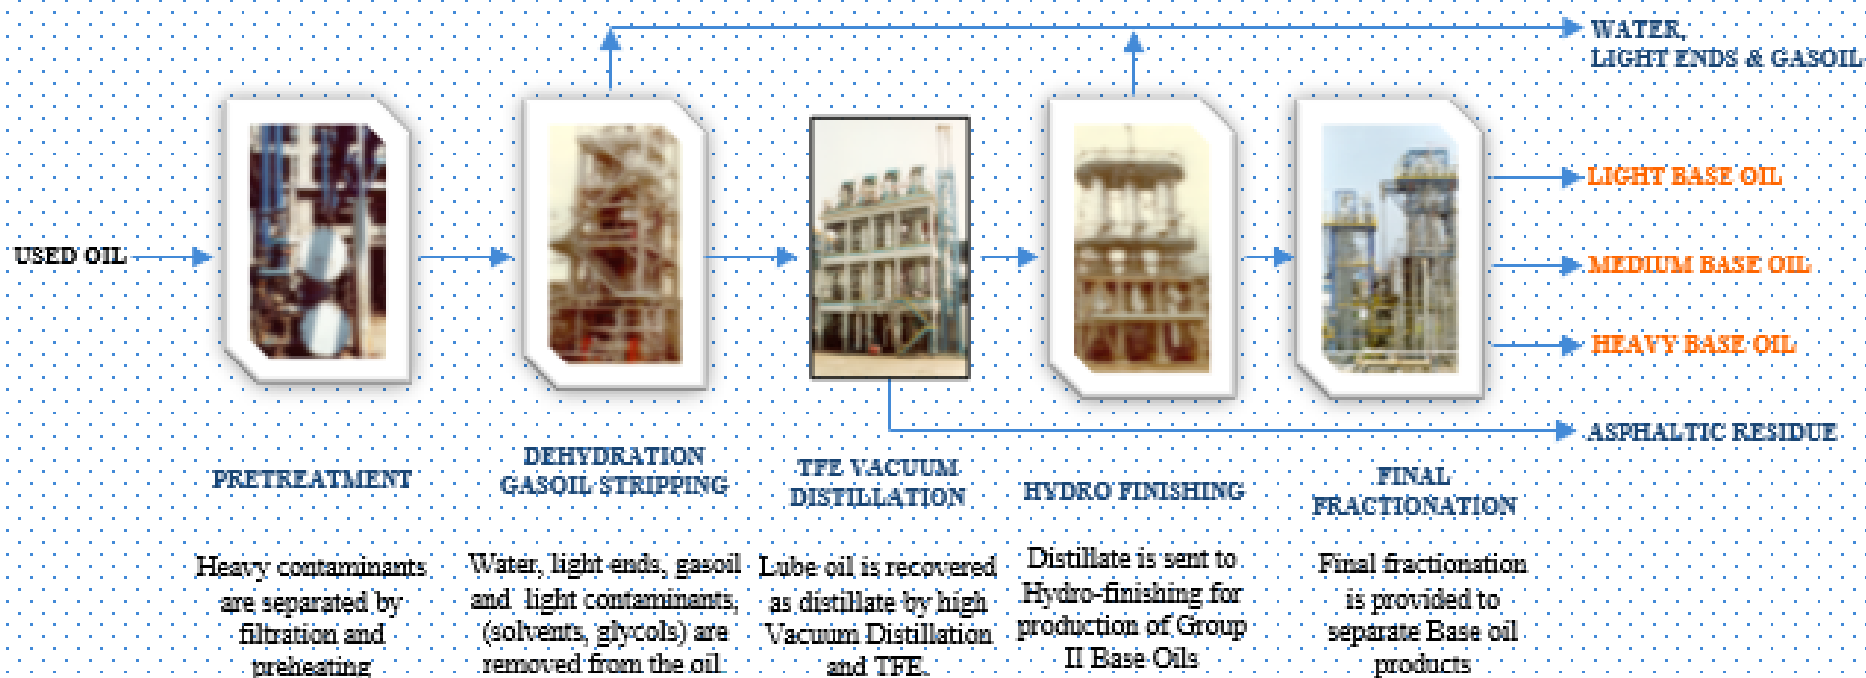 WATER,
LIGHT ENDS & GASOIL
LIGHT BASE OIL
USED OIL
MEDIUM BASE OIL
HEAVY BASE OIL
ASPHALTIC RESIDUE
PRETREATMENT
DEHYDRATION
GASOIL STRIPPING
TFE VACUUM
DISTILLATION
HYDRO FINISHING
FINAL
FRACTIONATION
Heavy contaminants
are separated by
filtration and
preheating
Water, light ends, gasoil
and light contaminants,
(solvents, glycols) are
removed from the oil.
Lube oil is recovered
as distillate by high
Vacuum Distillation
and TFE.
Distillate is sent to
Hydro-finishing for
production of Group
II Base Oils
Final fractionation
is provided to
separate Base oil
products